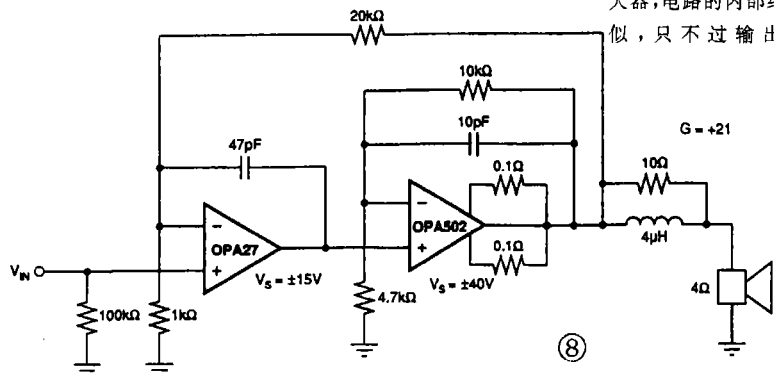 大器,电路的内部结
似，只不过输出
20kΩ
10kΩ
10pF
G = +21
47pF
0.1Ω
10Ω
OPA27
OPA502
4μH
V_IN
V_S = ±15V
0.1Ω
V_S = ±40V
100kΩ
1kΩ
4.7kΩ
4Ω
⑧